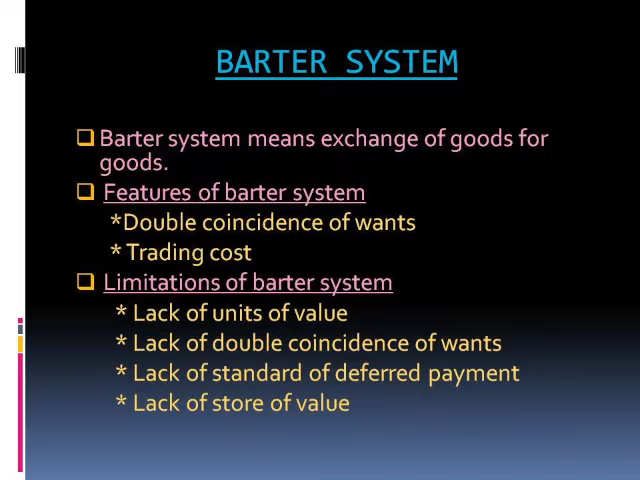 BARTER SYSTEM
❑ Barter system means exchange of goods for
goods.
❑ Features of barter system
*Double coincidence of wants
* Trading cost
❑ Limitations of barter system
* Lack of units of value
* Lack of double coincidence of wants
* Lack of standard of deferred payment
* Lack of store of value